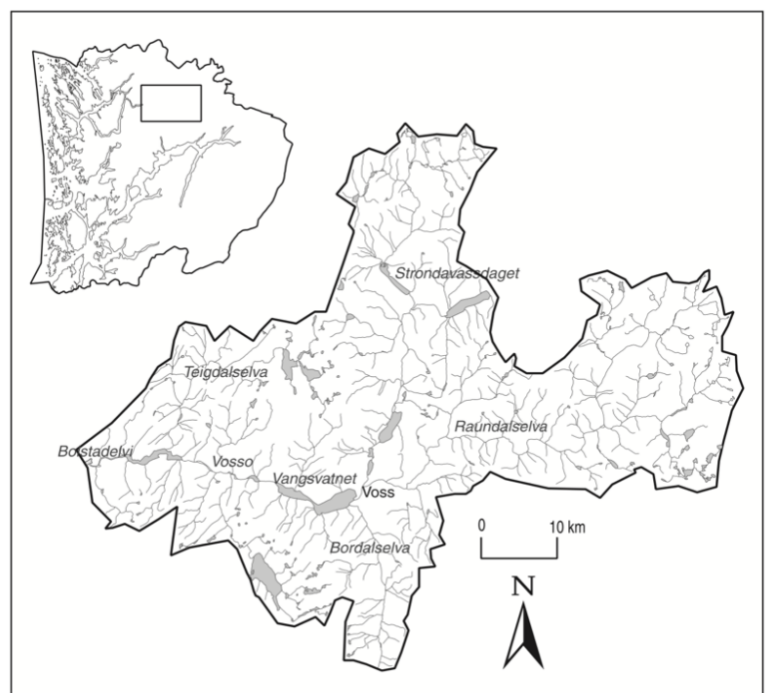 Strondavassdaget
Teigdalselva
Raundalselva
Bolstadelvi
Vosso
Vangsvatnet
Voss
Bordalselva
0
10 km
N